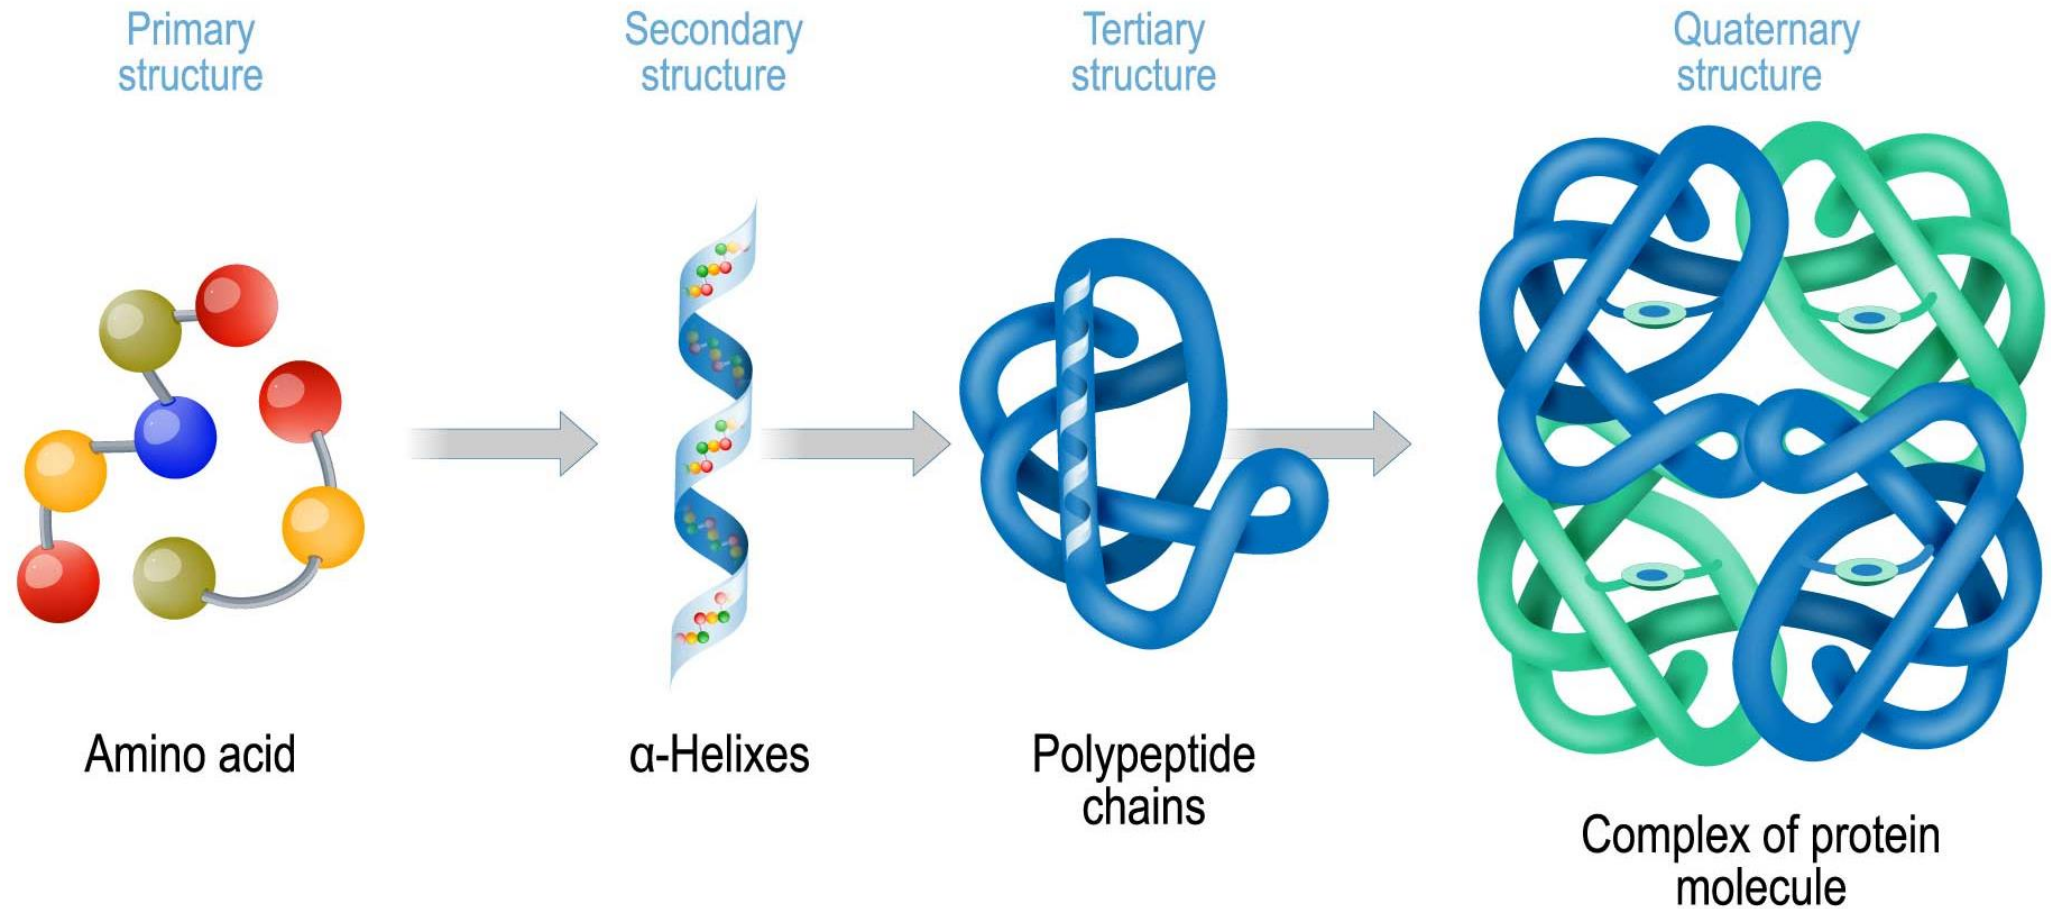 Primary
structure
Secondary
structure
Tertiary
structure
Quaternary
structure
Amino acid
α-Helixes
Polypeptide
chains
Complex of protein
molecule